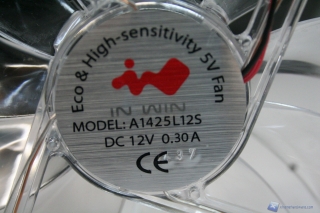 Eco & High-sensitivity 5V Fan
IN WIN
MODEL: A1425L12S
DC 12V 0.30A
CE